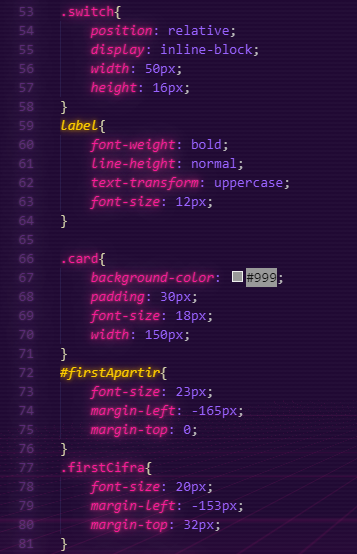 53 .switch{
54 position: relative;
55 display: inline-block;
56 width: 50px;
57 height: 16px;
58 }
59 label{
60 font-weight: bold;
61 line-height: normal;
62 text-transform: uppercase;
63 font-size: 12px;
64 }
65
66 .card{
67 background-color: #999;
68 padding: 30px;
69 font-size: 18px;
70 width: 150px;
71 }
72 #firstApartir{
73 font-size: 23px;
74 margin-left: -165px;
75 margin-top: 0;
76 }
77 .firstCifra{
78 font-size: 20px;
79 margin-left: -153px;
80 margin-top: 32px;
81 }